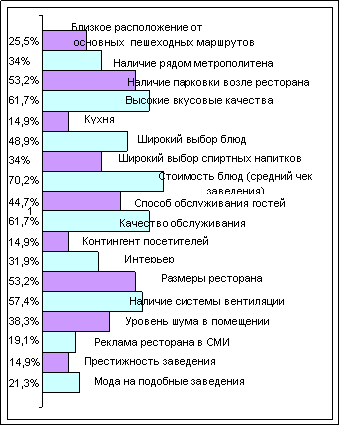 Близкое расположение от
25,5% основных пешеходных маршрутов
34% Наличие рядом метрополитена
53,2% Наличие парковки возле ресторана
61,7% Высокие вкусовые качества
14,9% Кухня
48,9% Широкий выбор блюд
34% Широкий выбор спиртных напитков
70,2% Стоимость блюд (средний чек
заведения)
44,7% Способ обслуживания гостей
1
61,7% Качество обслуживания
14,9% Контингент посетителей
31,9% Интерьер
53,2% Размеры ресторана
57,4% Наличие системы вентиляции
38,3% Уровень шума в помещении
19,1% Реклама ресторана в СМИ
14,9% Престижность заведения
21,3% Мода на подобные заведения